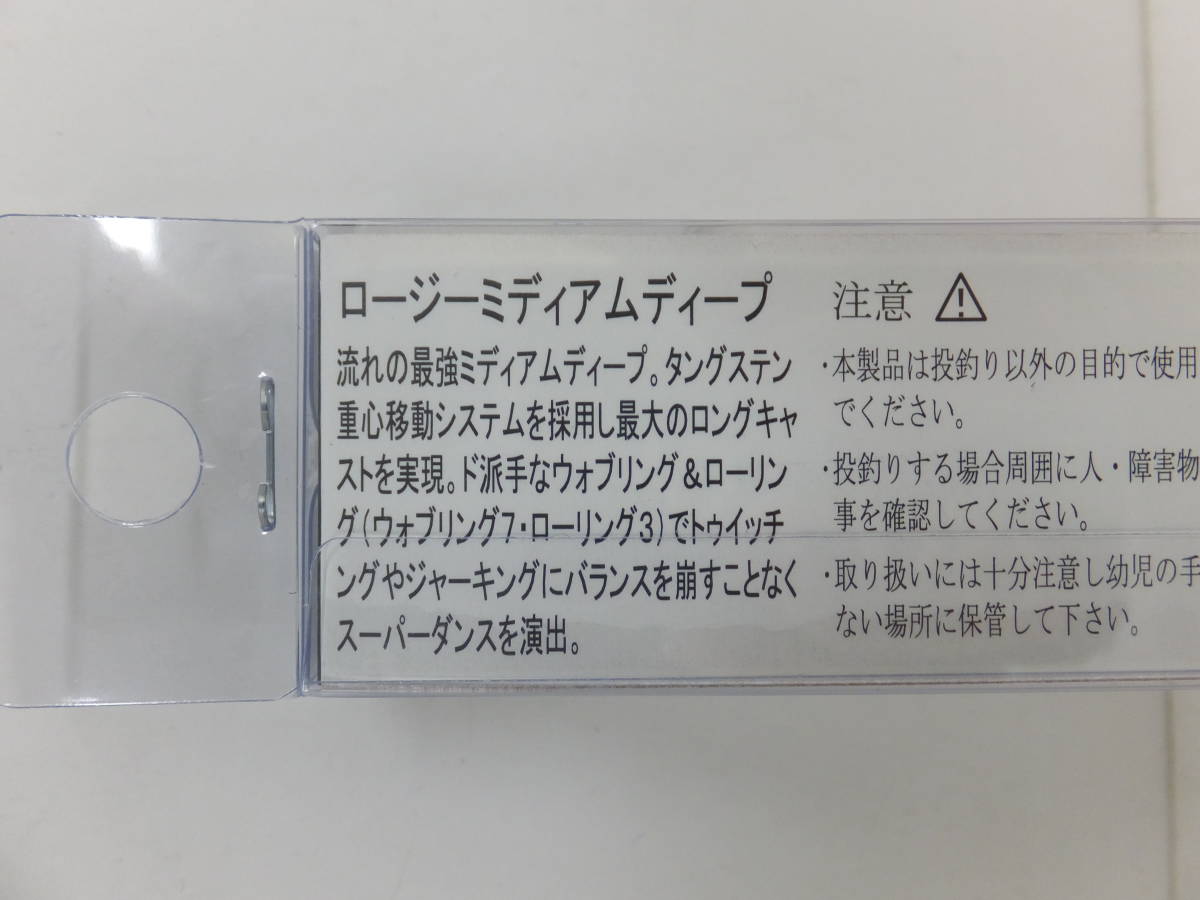 ロージーミディアムディープ
流れの最強ミディアムディープ。タングステン
重心移動システムを採用し最大のロングキャ
ストを実現。ド派手なウォブリング&ローリン
グ(ウォブリング7・ローリング3)でトゥイッチ
ングやジャーキングにバランスを崩すことなく
スーパーダンスを演出。
注意
・本製品は投釣り以外の目的で使用
でください。
・投釣りする場合周囲に人・障害物
事を確認してください。
・取り扱いには十分注意し幼児の手
ない場所に保管して下さい。